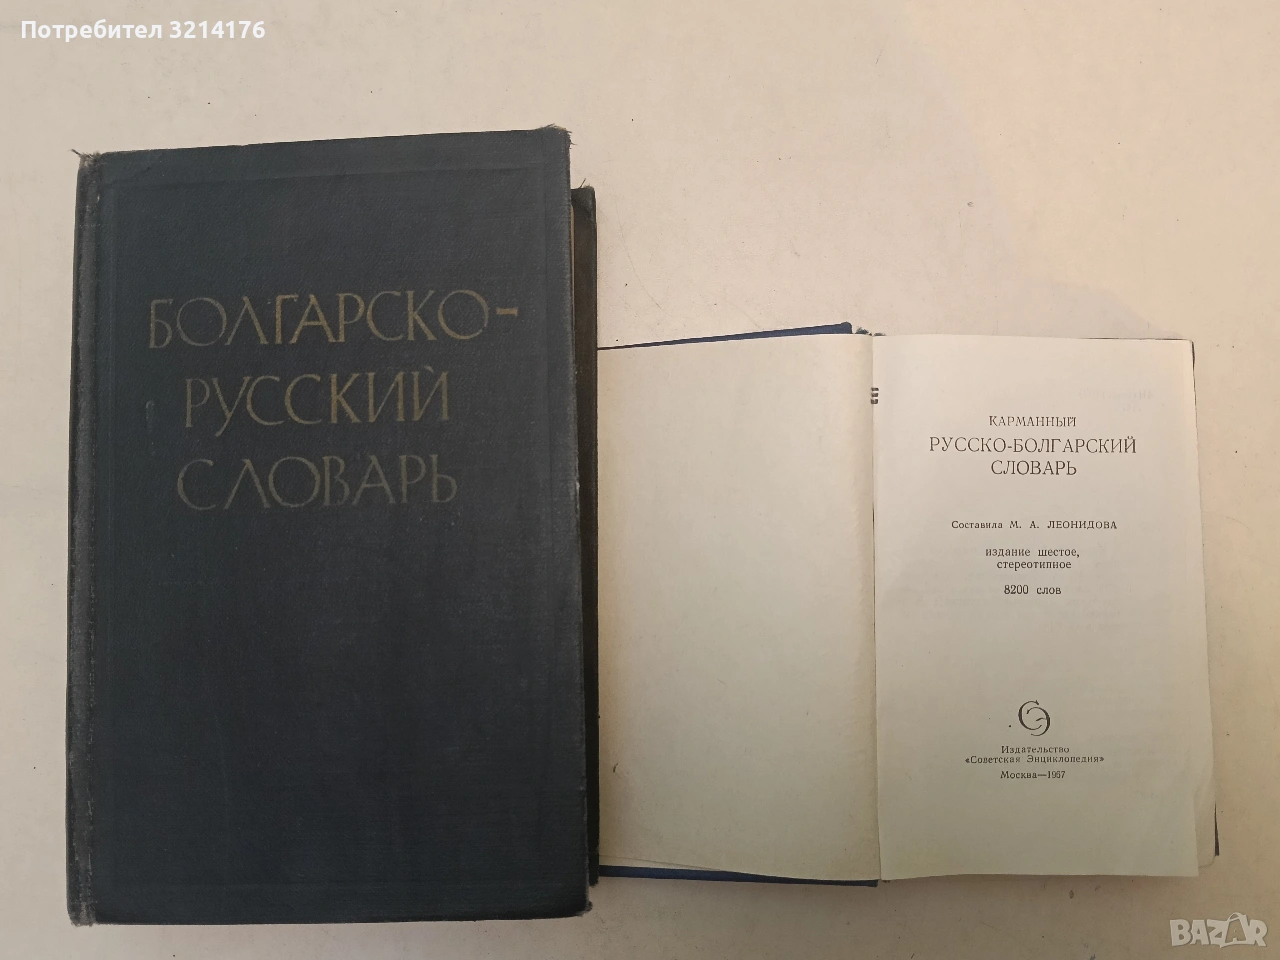 Потребител 3214176
БОЛГАРСКО-
РУССКИЙ
СЛОВАРЬ
КАРМАННЫЙ
РУССКО-БОЛГАРСКИЙ
СЛОВАРЬ
Составила М. А. ЛЕОНИДОВА
издание шестое,
стереотипное
8200 слов
Издательство
«Советская Энциклопедия»
Москва—1967
BAZAR